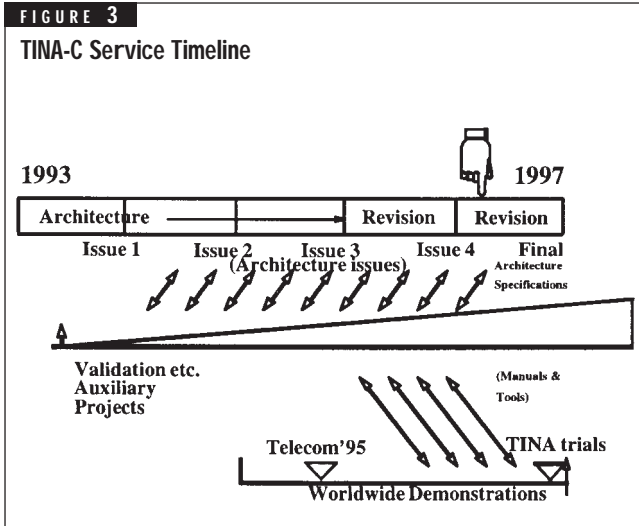 FIGURE 3
TINA-C Service Timeline
1993
1997
Architecture
Revision
Revision
Issue 1
Issue 2
Issue 3
Issue 4
Final
(Architecture issues)
Architecture
Specifications
Validation etc.
Auxiliary
Projects
(Manuals &
Tools)
Telecom'95
TINA trials
Worldwide Demonstrations